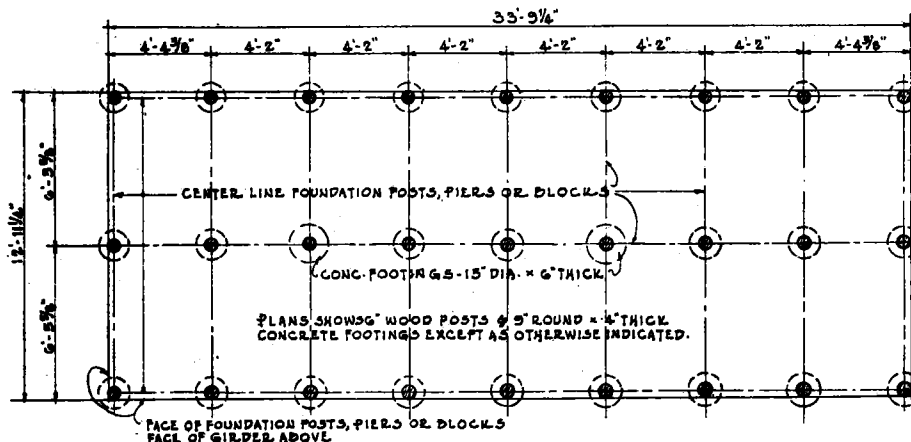 33'-9¼"
4'-4⅜" 4'-2" 4'-2" 4'-2" 4'-2" 4'-2" 4'-2" 4'-4⅜"
12'-11¼"
6'-5⅝"
6'-5⅝"
CENTER LINE FOUNDATION POSTS, PIERS OR BLOCKS
CONC. FOOTINGS - 13" DIA. × 6" THICK
PLANS SHOWS 6" WOOD POSTS & 9" ROUND × 4" THICK
CONCRETE FOOTINGS EXCEPT AS OTHERWISE INDICATED.
FACE OF FOUNDATION POSTS, PIERS OR BLOCKS
FACE OF GIRDER ABOVE